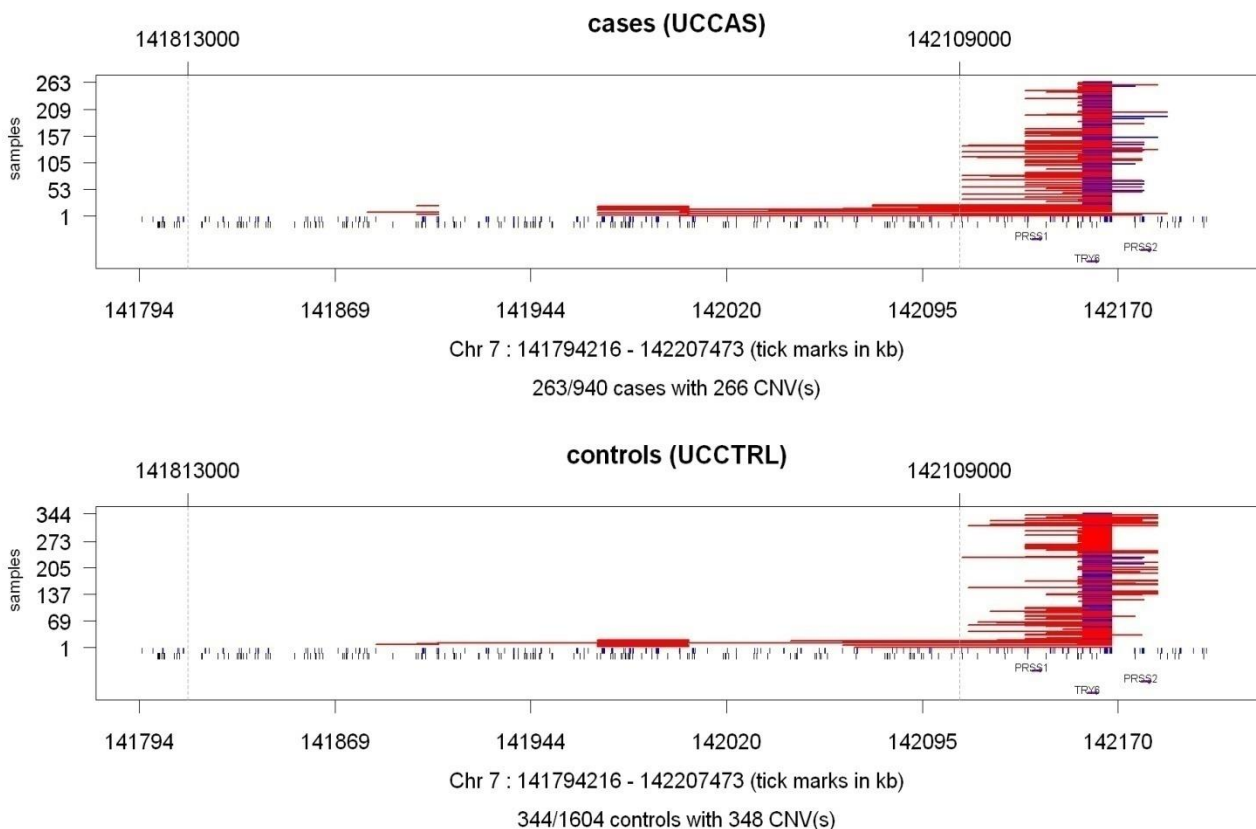 cases (UCCAS)
141813000 142109000
samples
263
209
157
105
53
1
PRSS1
PRSS2
TRY6
141794 141869 141944 142020 142095 142170
Chr 7 : 141794216 - 142207473 (tick marks in kb)
263/940 cases with 266 CNV(s)
controls (UCCTRL)
141813000 142109000
samples
344
273
205
137
69
1
PRSS1
PRSS2
TRY6
141794 141869 141944 142020 142095 142170
Chr 7 : 141794216 - 142207473 (tick marks in kb)
344/1604 controls with 348 CNV(s)